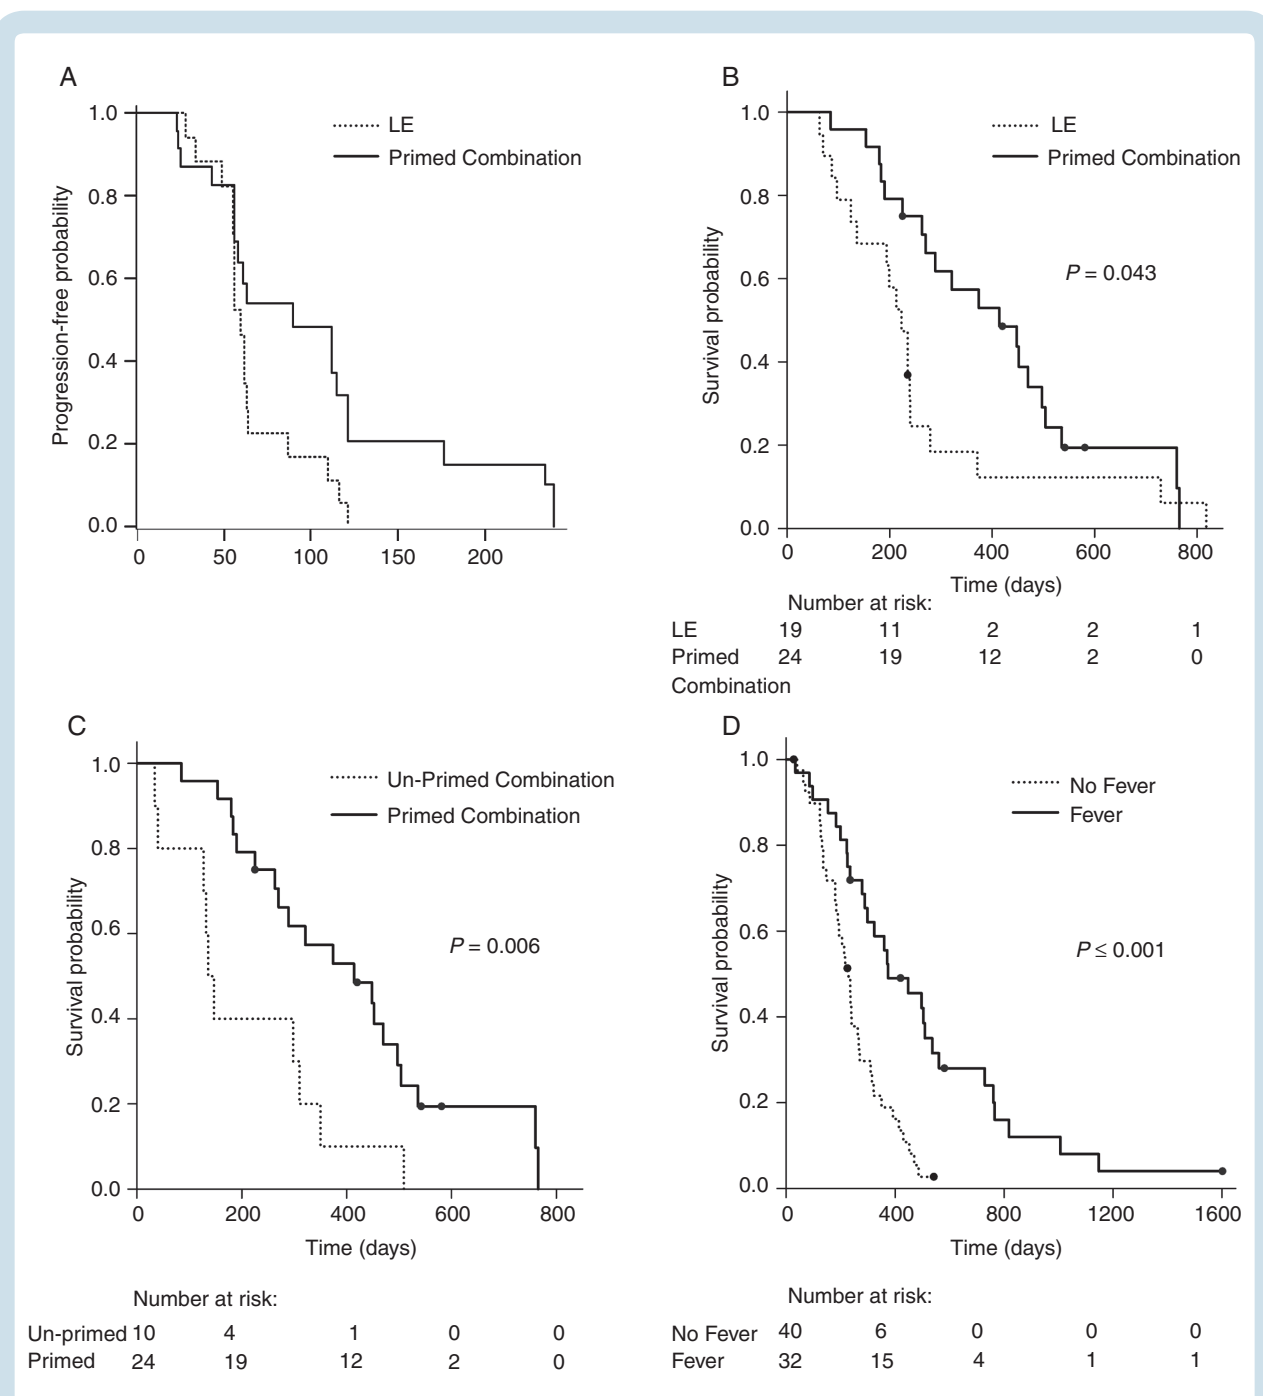 A
1.0
0.8
0.6
0.4
0.2
0.0
Progression-free probability
LE
Primed Combination
0 50 100 150 200
B
1.0
0.8
0.6
0.4
0.2
0.0
Survival probability
LE
Primed Combination
P = 0.043
0 200 400 600 800
Time (days)
Number at risk:
LE 19 11 2 2 1
Primed 24 19 12 2 0
Combination
C
1.0
0.8
0.6
0.4
0.2
0.0
Survival probability
Un-Primed Combination
Primed Combination
P = 0.006
0 200 400 600 800
Time (days)
Number at risk:
Un-primed 10 4 1 0 0
Primed 24 19 12 2 0
D
1.0
0.8
0.6
0.4
0.2
0.0
Survival probability
No Fever
Fever
P ≤ 0.001
0 400 800 1200 1600
Time (days)
Number at risk:
No Fever 40 6 0 0 0
Fever 32 15 4 1 1